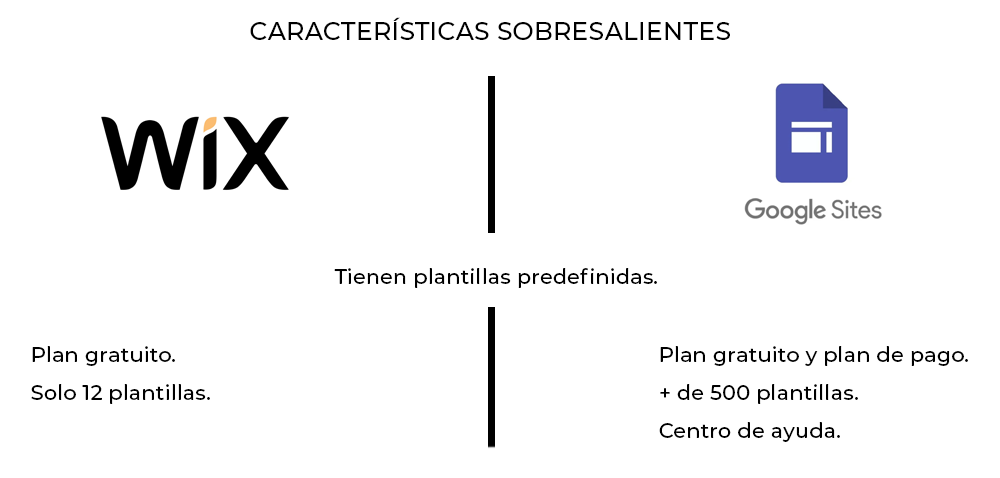 CARACTERÍSTICAS SOBRESALIENTES
WiX
Google Sites
Tienen plantillas predefinidas.
Plan gratuito.
Solo 12 plantillas.
Plan gratuito y plan de pago.
+ de 500 plantillas.
Centro de ayuda.